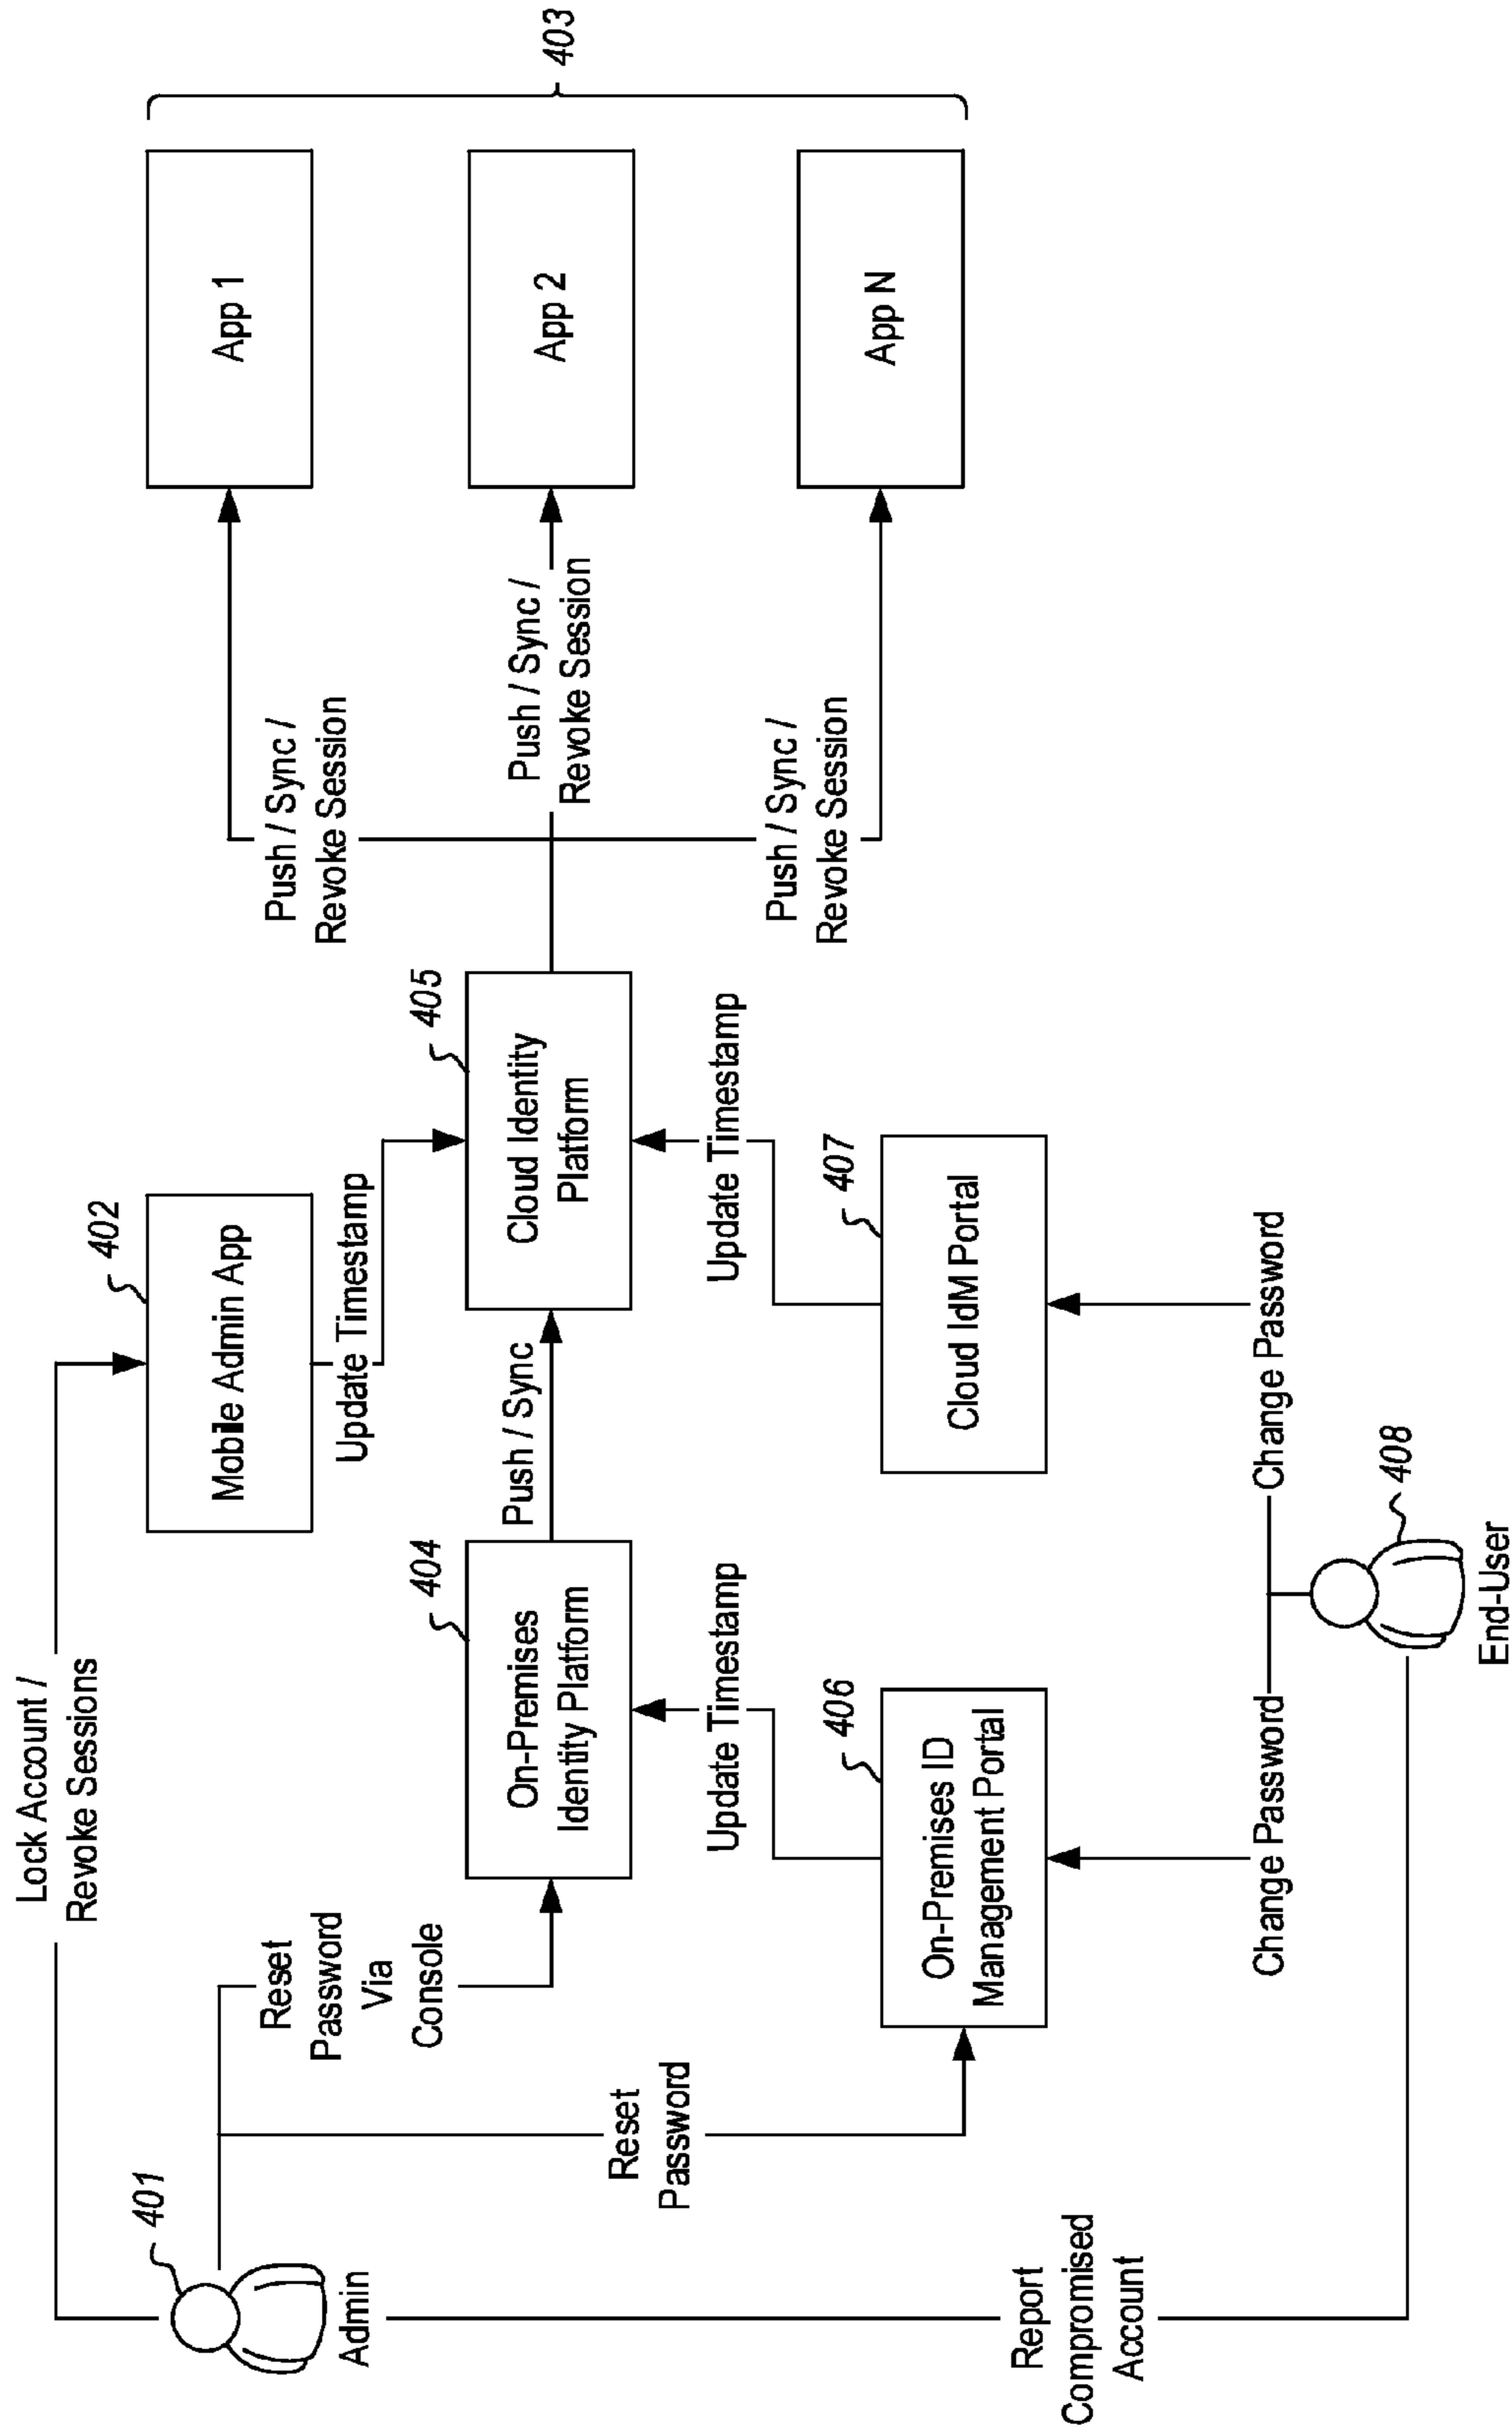 Lock Account /
Revoke Sessions
401
Admin
Reset
Password
Via
Console
Reset
Password
Report
Compromised
Account
402
Mobile Admin App
Update Timestamp
404
On-Premises
Identity Platform
Push / Sync
405
Cloud Identity
Platform
Update Timestamp
Update Timestamp
406
On-Premises ID
Management Portal
407
Cloud IdM Portal
Change Password
Change Password
408
End-User
Push / Sync /
Revoke Session
Push / Sync /
Revoke Session
Push / Sync /
Revoke Session
App 1
App 2
App N
403